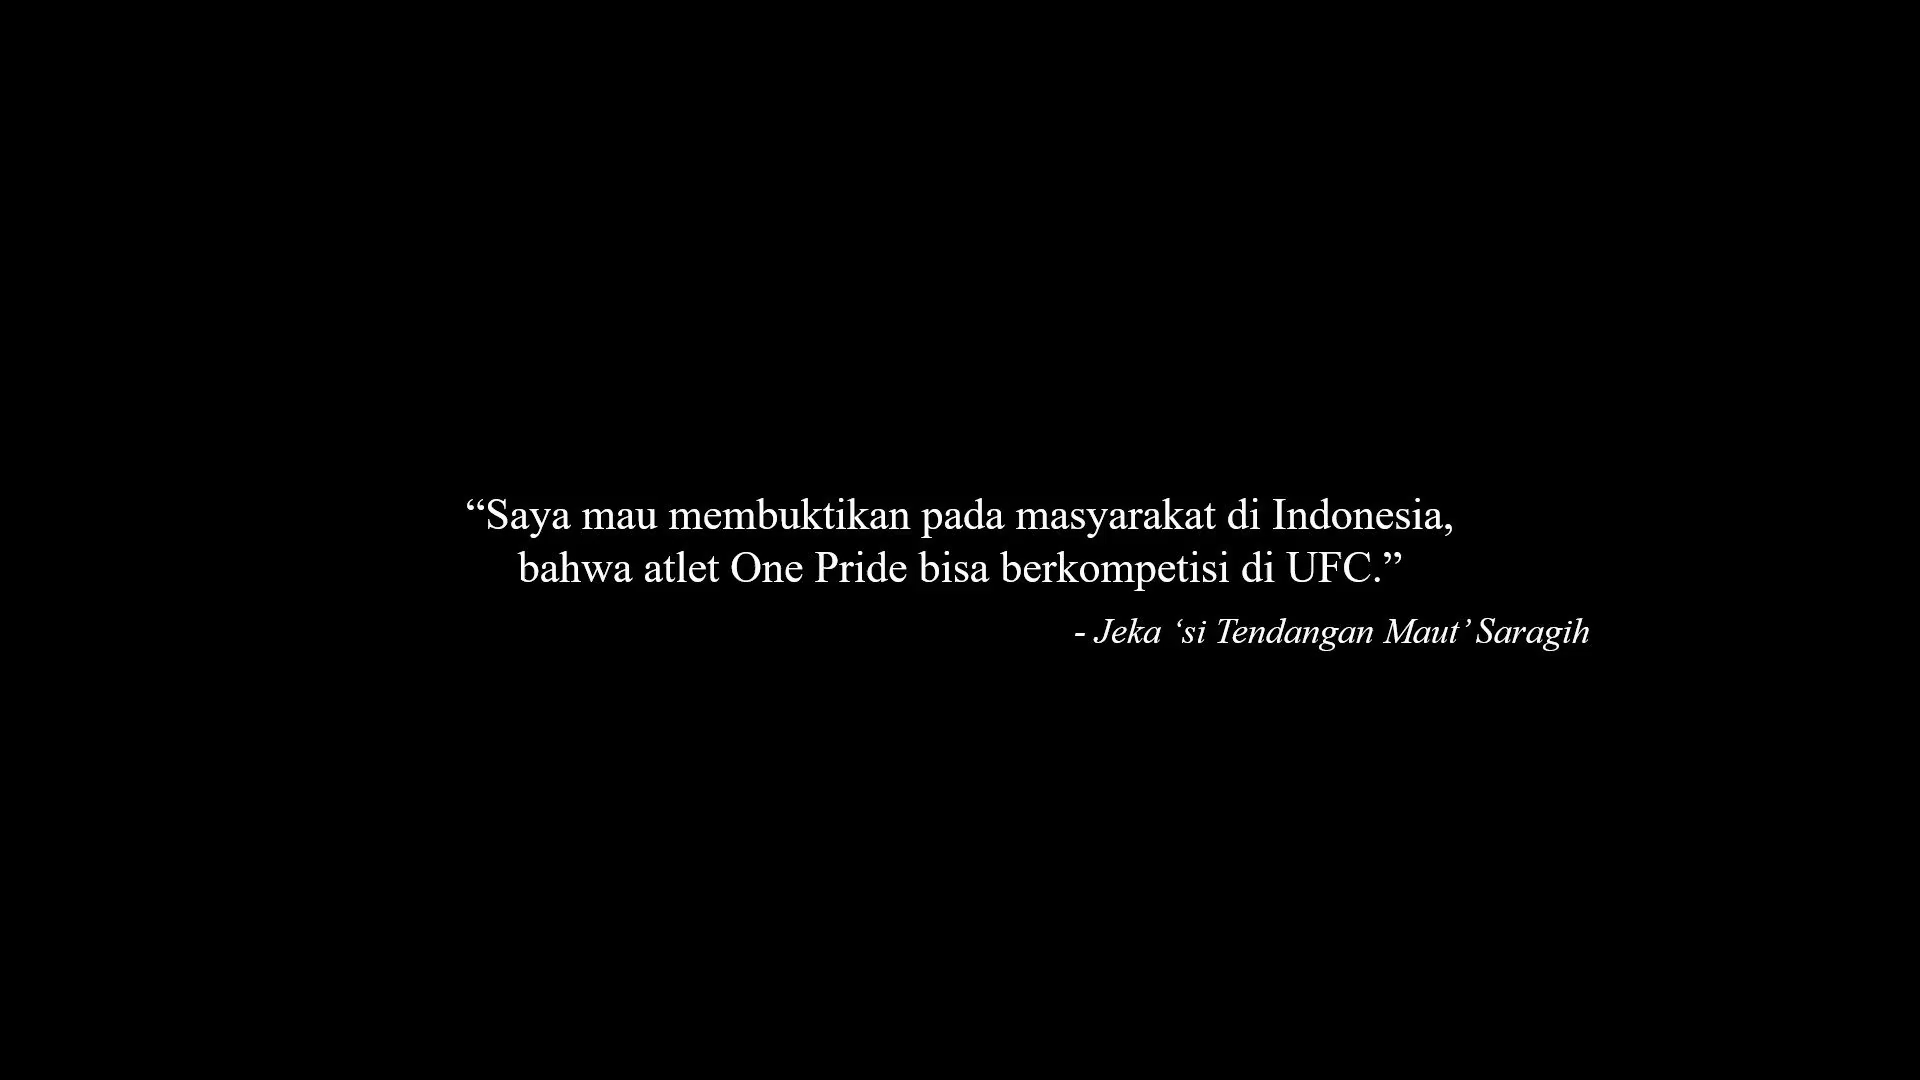 “Saya mau membuktikan pada masyarakat di Indonesia,
bahwa atlet One Pride bisa berkompetisi di UFC.”
- Jeka ‘si Tendangan Maut’ Saragih